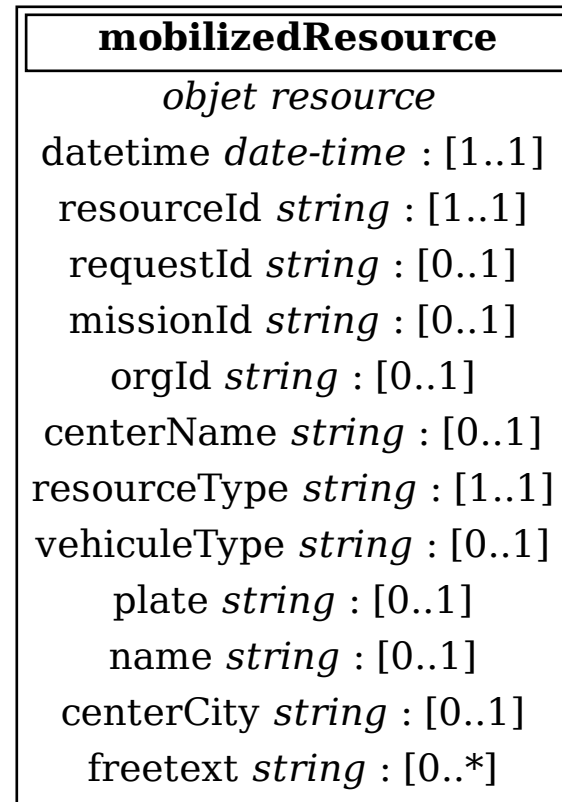 mobilizedResource
objet resource
datetime date-time : [1..1]
resourceId string : [1..1]
requestId string : [0..1]
missionId string : [0..1]
orgId string : [0..1]
centerName string : [0..1]
resourceType string : [1..1]
vehiculeType string : [0..1]
plate string : [0..1]
name string : [0..1]
centerCity string : [0..1]
freetext string : [0..*]